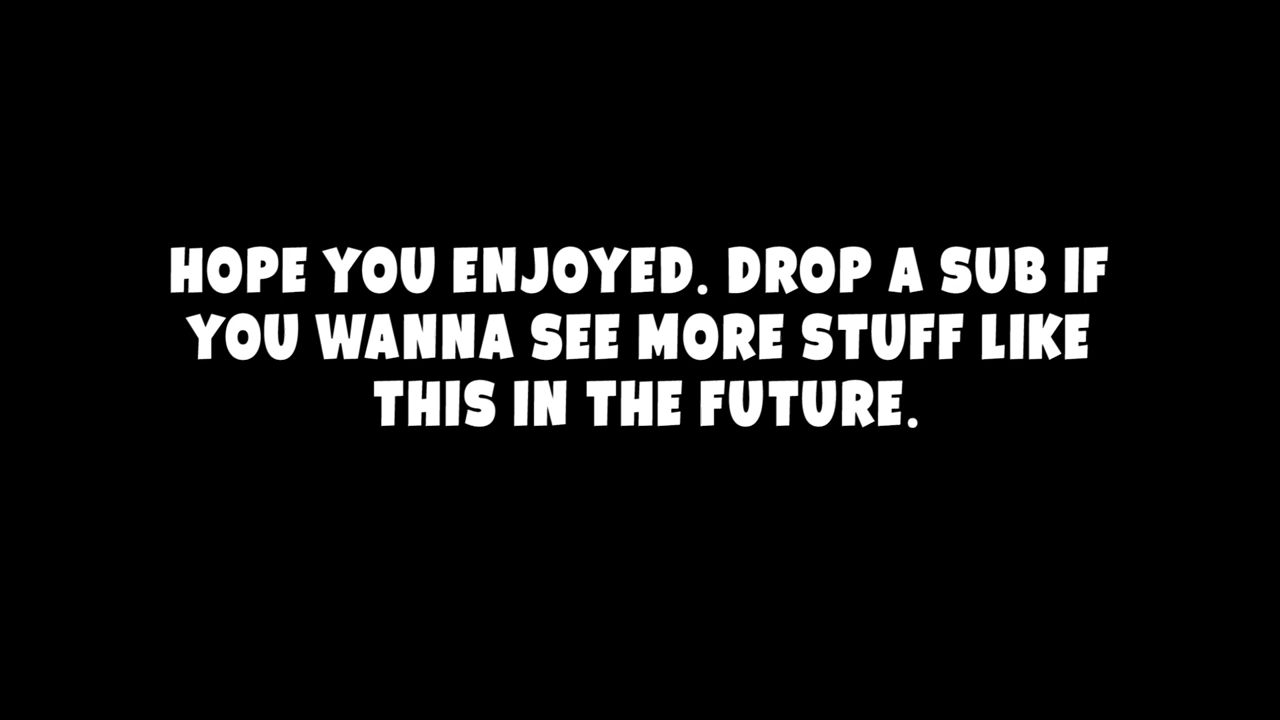 HOPE YOU ENJOYED. DROP A SUB IF
YOU WANNA SEE MORE STUFF LIKE
THIS IN THE FUTURE.